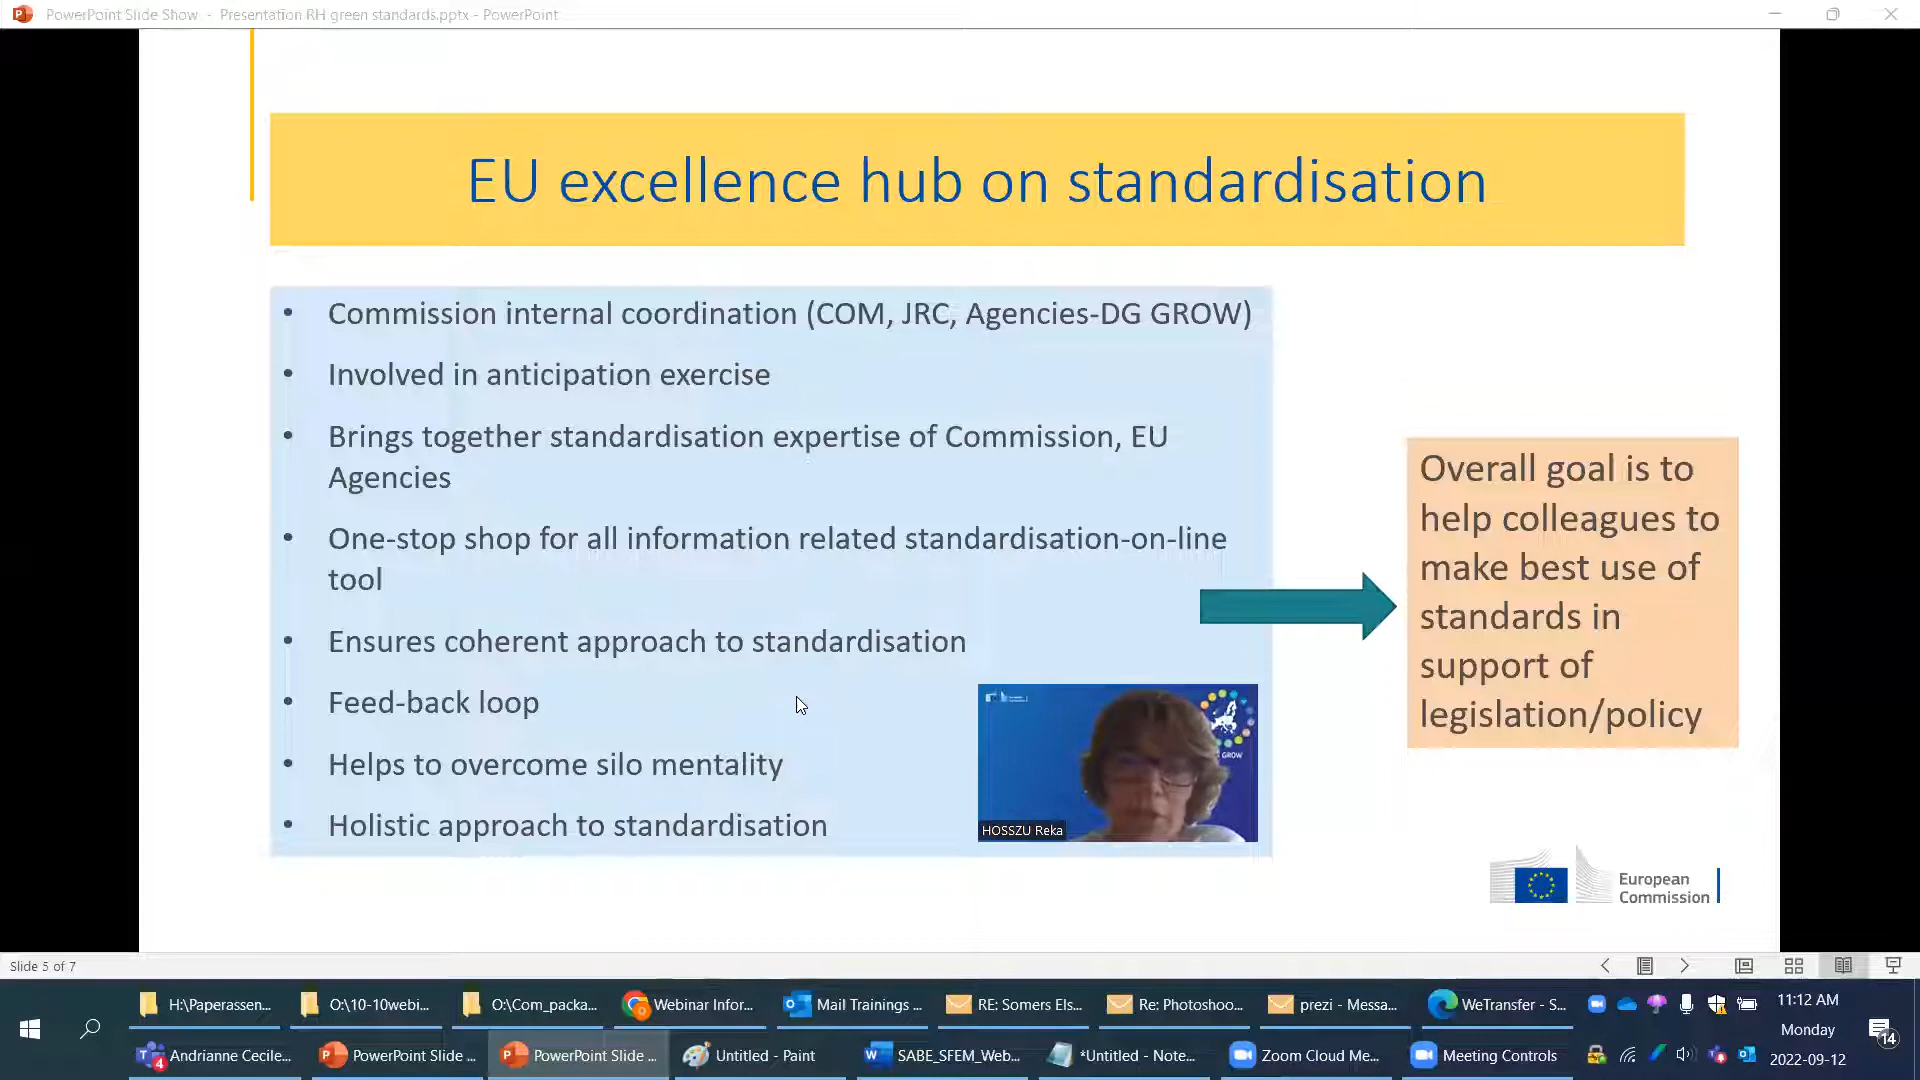 PowerPoint Slide Show - Presentation RH green standards.pptx - PowerPoint
EU excellence hub on standardisation
• Commission internal coordination (COM, JRC, Agencies-DG GROW)
• Involved in anticipation exercise
• Brings together standardisation expertise of Commission, EU
Agencies
• One-stop shop for all information related standardisation-on-line
tool
• Ensures coherent approach to standardisation
• Feed-back loop
• Helps to overcome silo mentality
• Holistic approach to standardisation
Overall goal is to
help colleagues to
make best use of
standards in
support of
legislation/policy
GROW
HOSSZU Reka
European
Commission
Slide 5 of 7
H:\Paperassen...
O:\10-10webi...
O:\Com_packa...
Webinar Infor...
Mail Trainings ...
RE: Somers Els...
Re: Photoshoo...
prezi - Messa...
WeTransfer - S...
11:12 AM
Monday
2022-09-12
14
4
Andrianne Cecile...
PowerPoint Slide ...
PowerPoint Slide ...
Untitled - Paint
SABE_SFEM_Web...
*Untitled - Note...
Zoom Cloud Me...
Meeting Controls